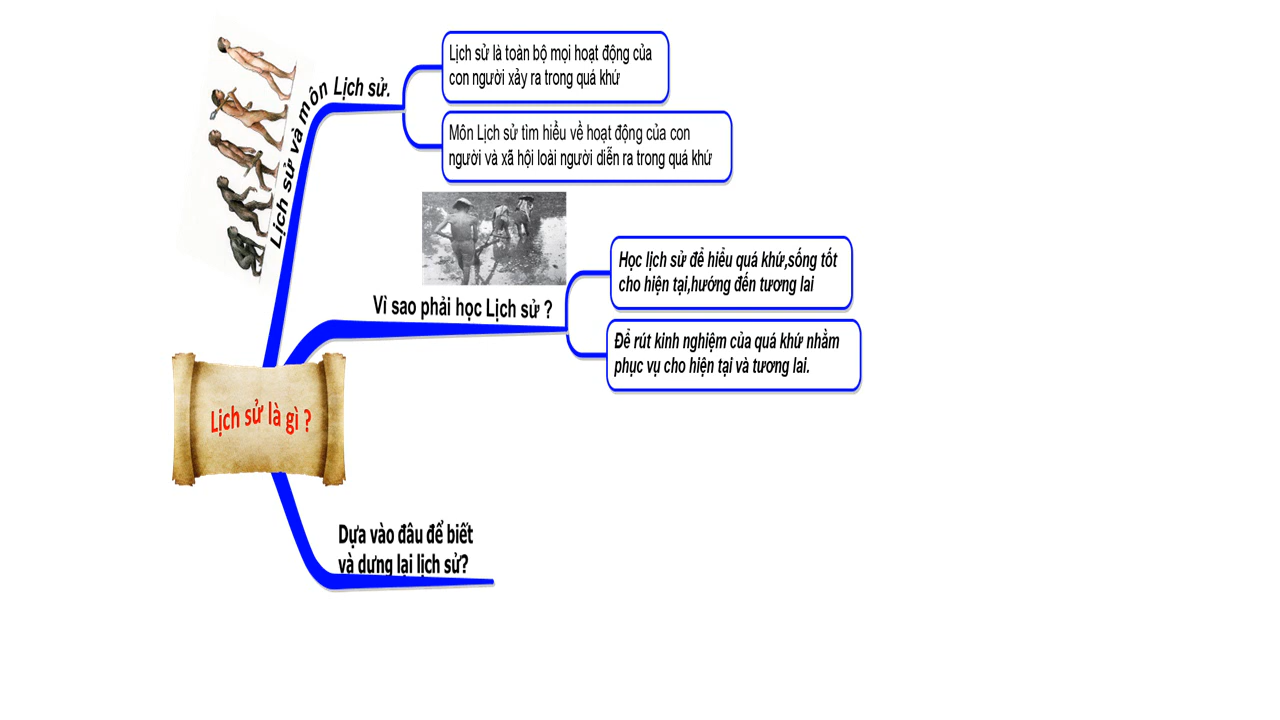 Lịch sử và môn Lịch sử.
Lịch sử là toàn bộ mọi hoạt động của
con người xảy ra trong quá khứ
Môn Lịch sử tìm hiểu về hoạt động của con
người và xã hội loài người diễn ra trong quá khứ
Vì sao phải học Lịch sử ?
Học lịch sử để hiểu quá khứ,sống tốt
cho hiện tại,hướng đến tương lai
Để rút kinh nghiệm của quá khứ nhằm
phục vụ cho hiện tại và tương lai.
Lịch sử là gì ?
Dựa vào đâu để biết
và dưng lại lịch sử?